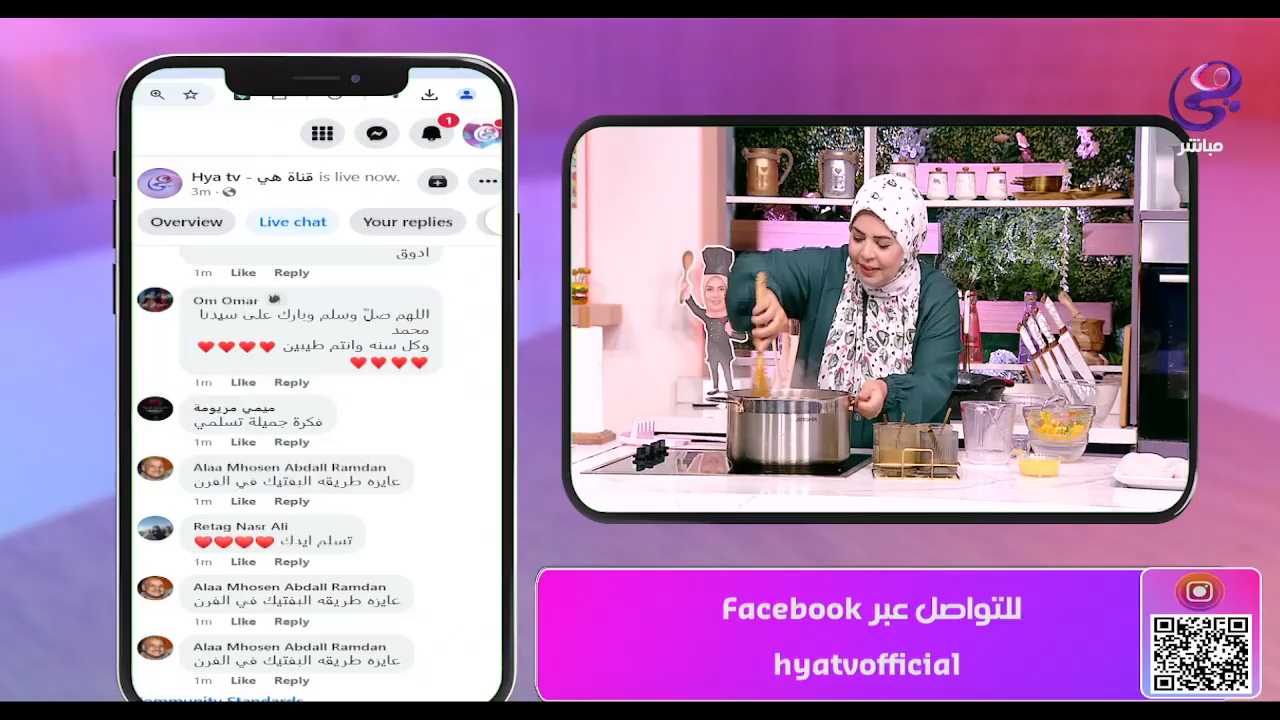 1
Hya tv - قناة هي is live now.
3m
Overview
Live chat
Your replies
ادوق
1m Like Reply
Om Omar
اللهم صلّ وسلم وبارك على سيدنا
محمد
وكل سنه وانتم طيبين ❤❤❤❤
❤❤❤❤
1m Like Reply
ميمي مريومة
فكرة جميلة تسلمي
1m Like Reply
Alaa Mhosen Abdall Ramdan
عايزه طريقه البفتيك في الفرن
1m Like Reply
Retag Nasr Ali
تسلم ايدك ❤❤❤❤
1m Like Reply
Alaa Mhosen Abdall Ramdan
عايزه طريقه البفتيك في الفرن
1m Like Reply
Alaa Mhosen Abdall Ramdan
عايزه طريقه البفتيك في الفرن
1m Like Reply
Community Standards
هي
مباشر
للتواصل عبر Facebook
hyatvofficial